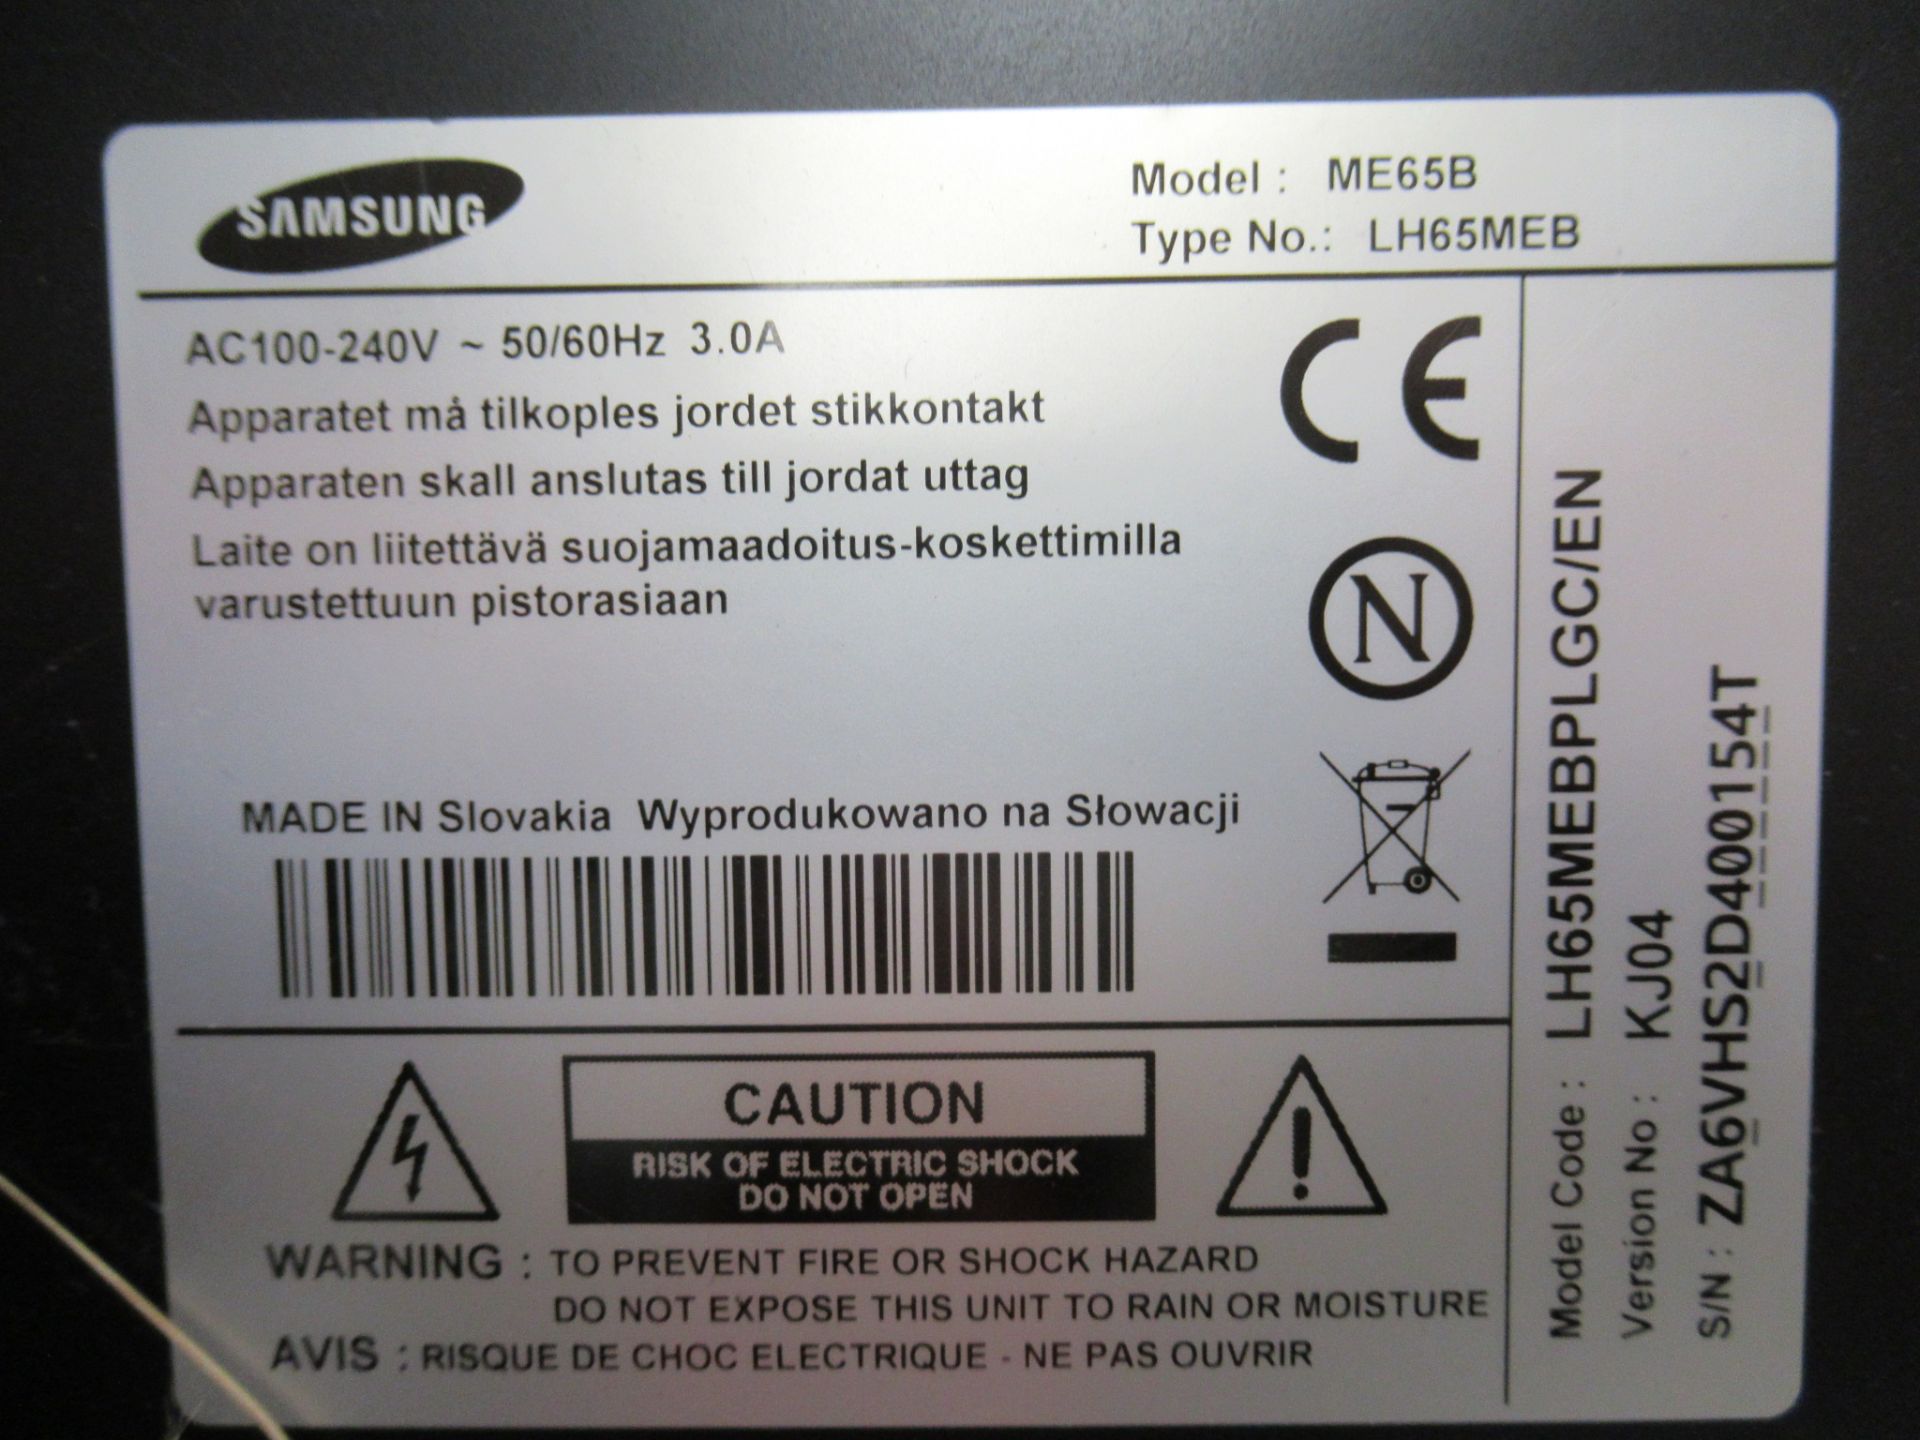 SAMSUNG
Model : ME65B
Type No.: LH65MEB
AC100-240V ~ 50/60Hz 3.0A
Apparatet må tilkoples jordet stikkontakt
Apparaten skall anslutas till jordat uttag
Laite on liitettävä suojamaadoitus-koskettimilla
varustettuun pistorasiaan
CE
N
MADE IN Slovakia Wyprodukowano na Słowacji
CAUTION
RISK OF ELECTRIC SHOCK
DO NOT OPEN
WARNING : TO PREVENT FIRE OR SHOCK HAZARD
DO NOT EXPOSE THIS UNIT TO RAIN OR MOISTURE
AVIS : RISQUE DE CHOC ELECTRIQUE - NE PAS OUVRIR
Model Code : LH65MEBPLGC/EN
Version No : KJ04
S/N : ZA6VHS2D400154T